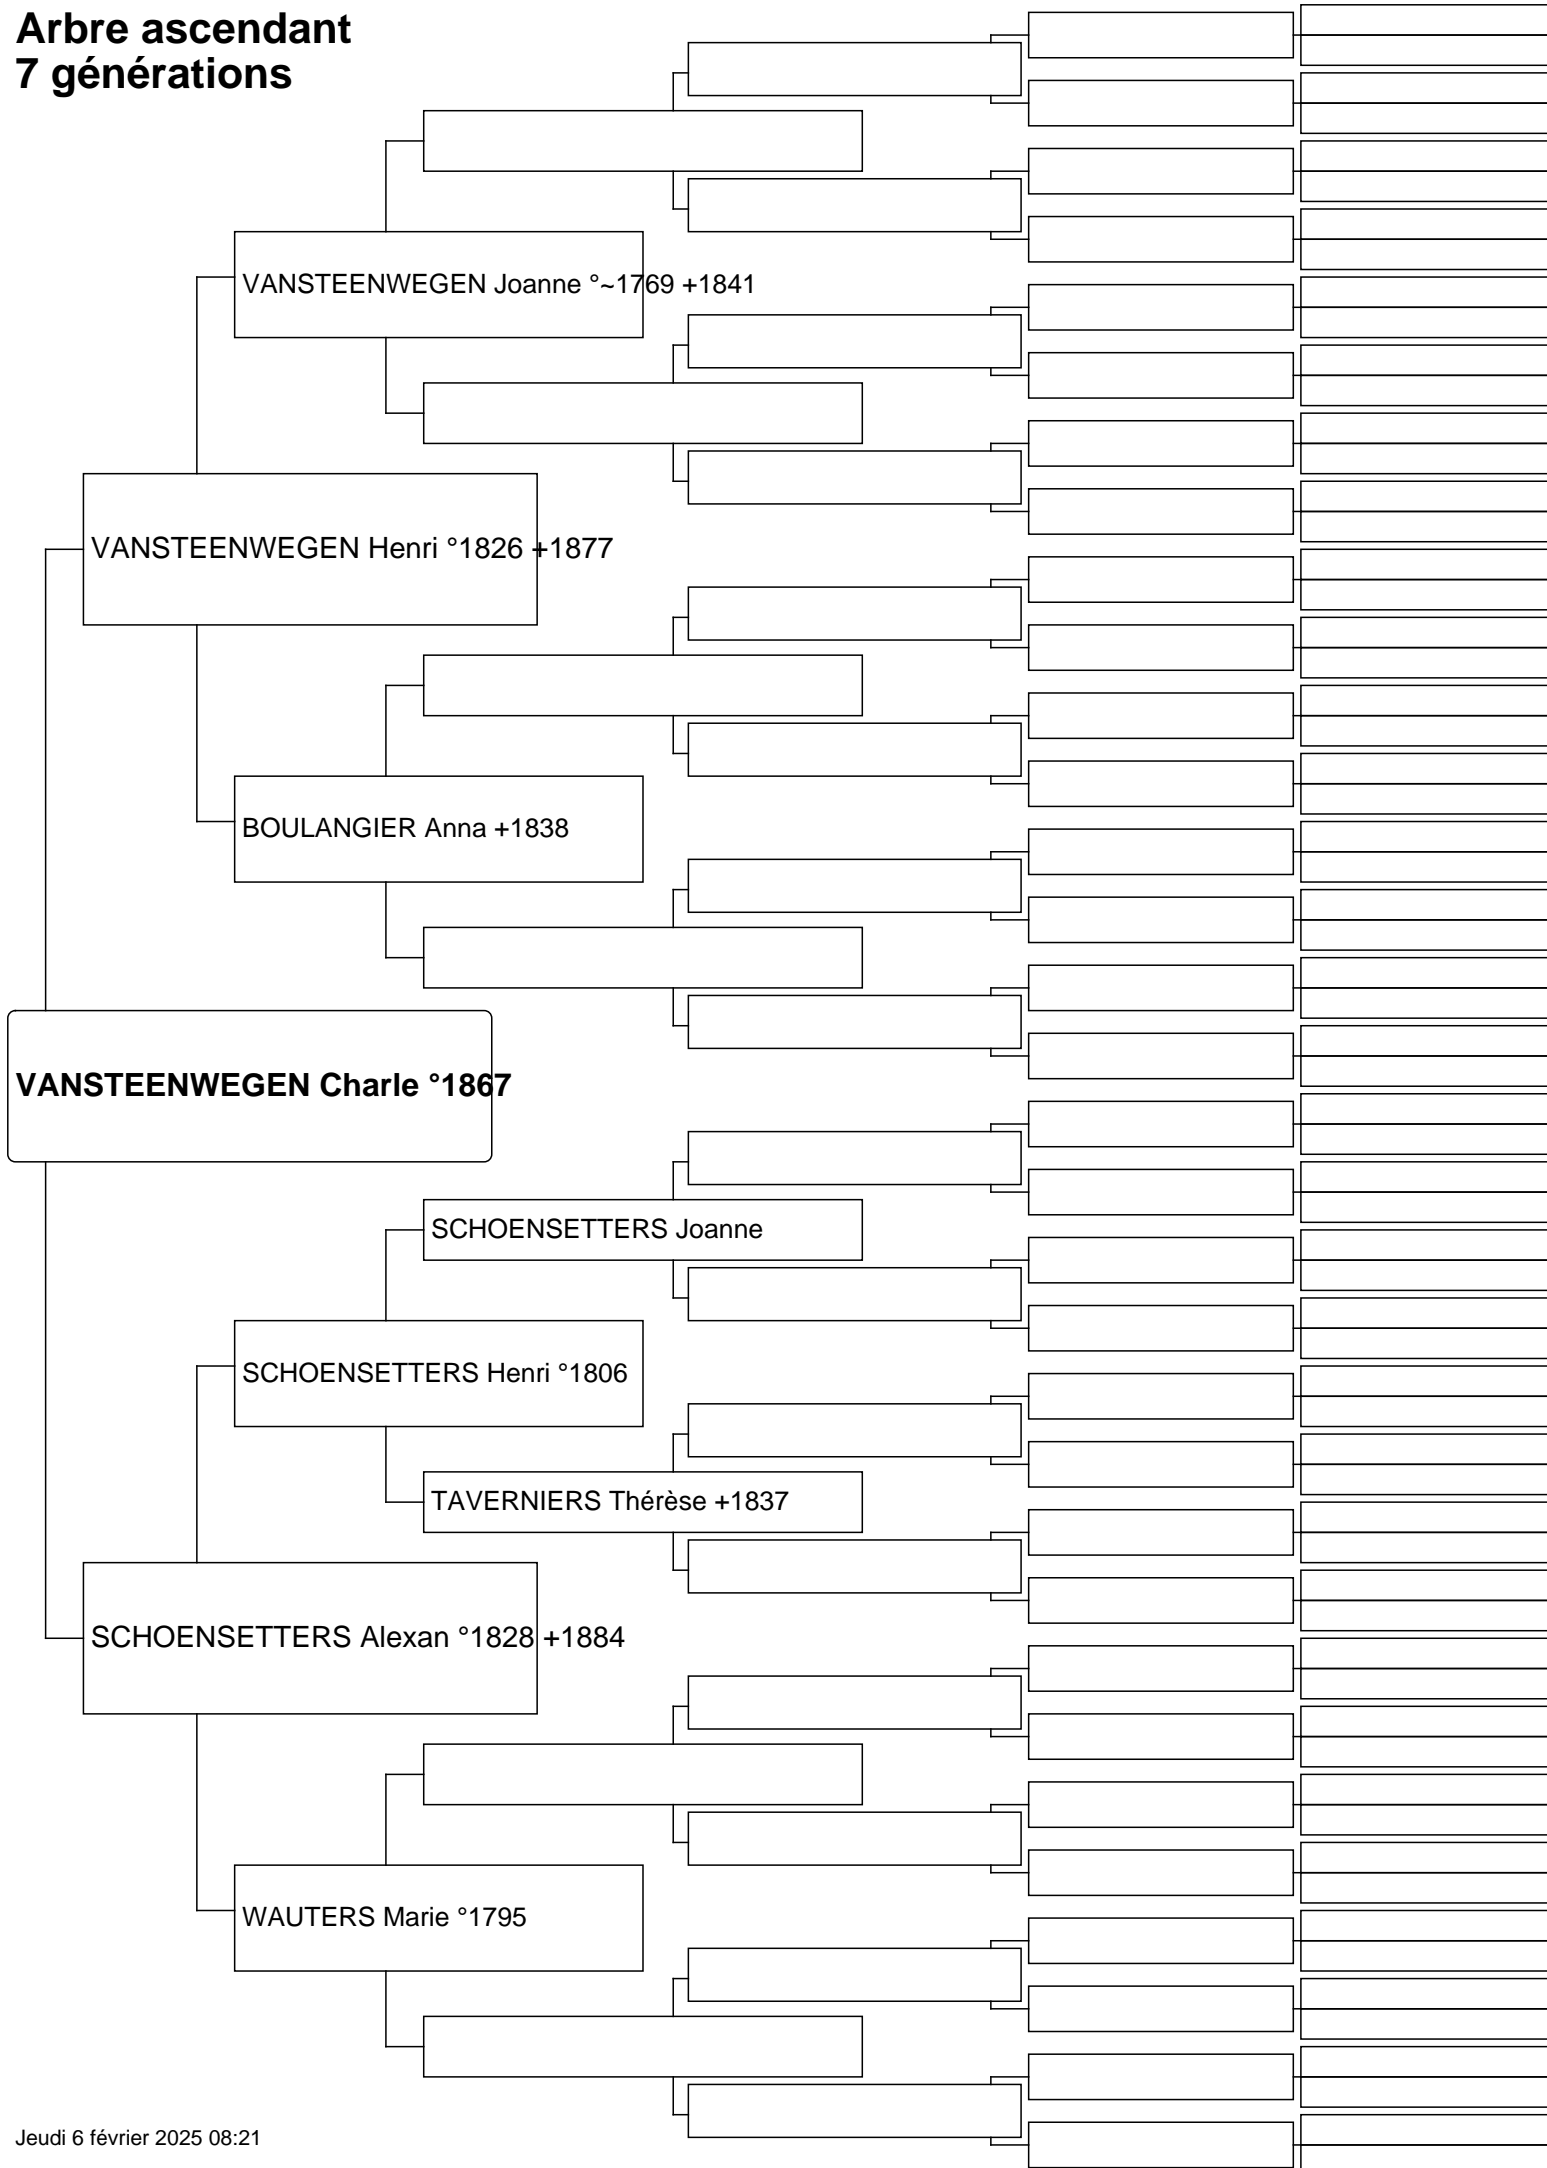 Arbre ascendant
7 générations
VANSTEENWEGEN Joanne °~1769 +1841
VANSTEENWEGEN Henri °1826 +1877
BOULANGIER Anna +1838
VANSTEENWEGEN Charle °1867
SCHOENSETTERS Joanne
SCHOENSETTERS Henri °1806
TAVERNIERS Thérèse +1837
SCHOENSETTERS Alexan °1828 +1884
WAUTERS Marie °1795
Jeudi 6 février 2025 08:21